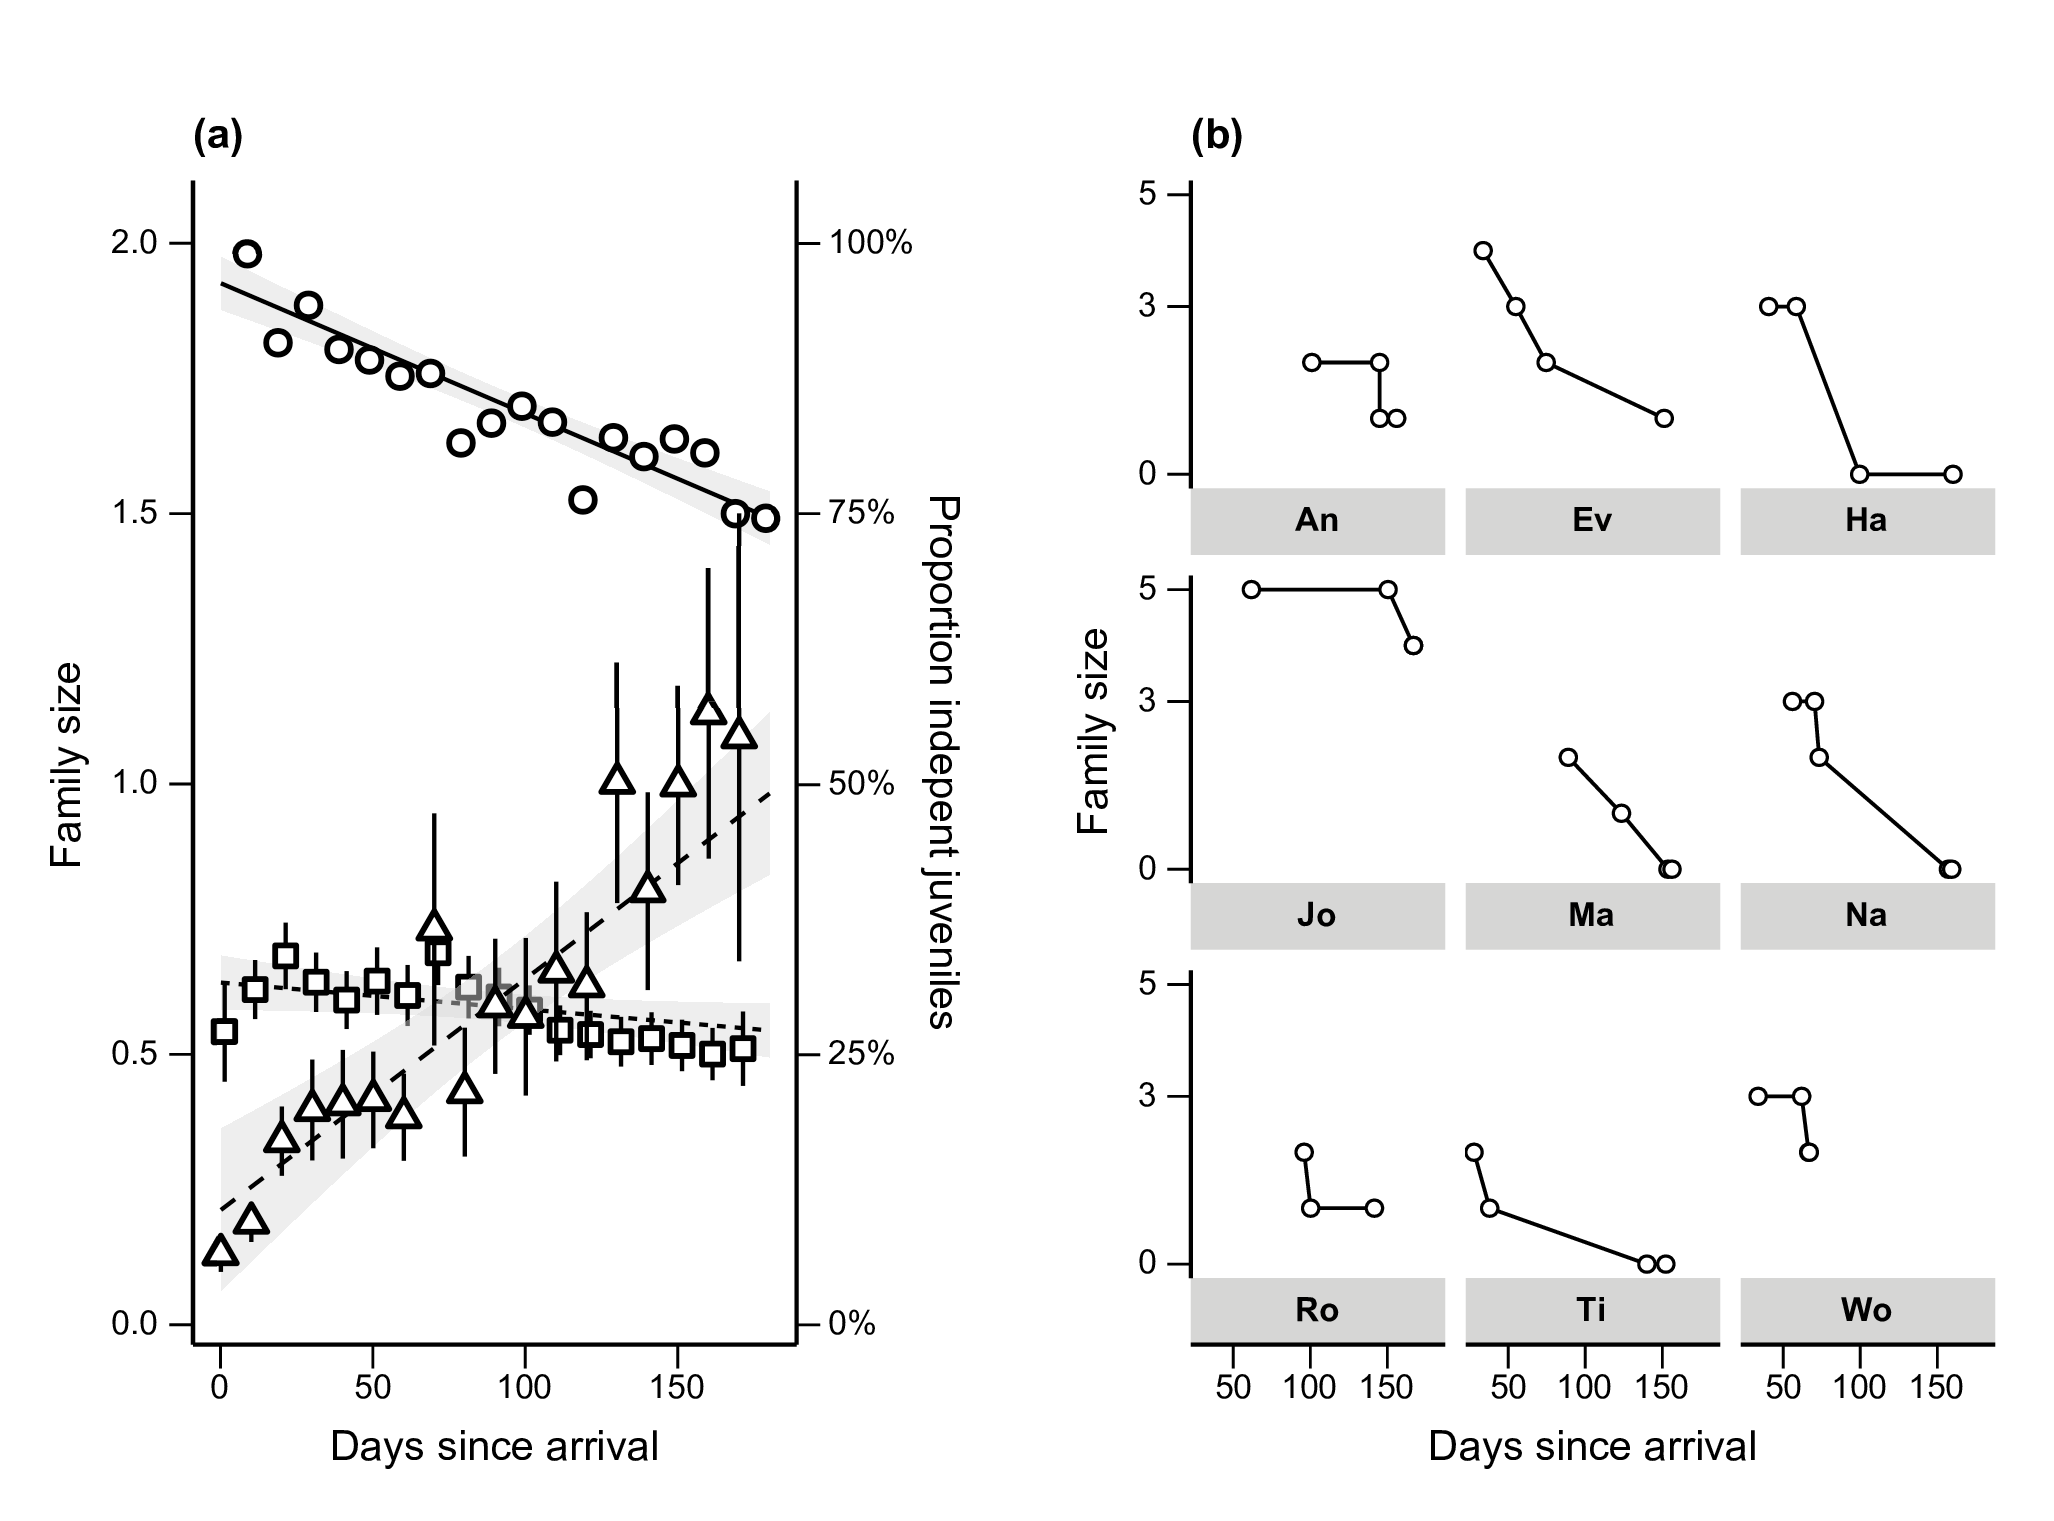 (a)
2.0
1.5
1.0
0.5
0.0
Family size
100%
75%
50%
25%
0%
Proportion indepent juveniles
0 50 100 150
Days since arrival
(b)
Family size
5
3
0
An Ev Ha
5
3
0
Jo Ma Na
5
3
0
Ro Ti Wo
50 100 150 50 100 150 50 100 150
Days since arrival